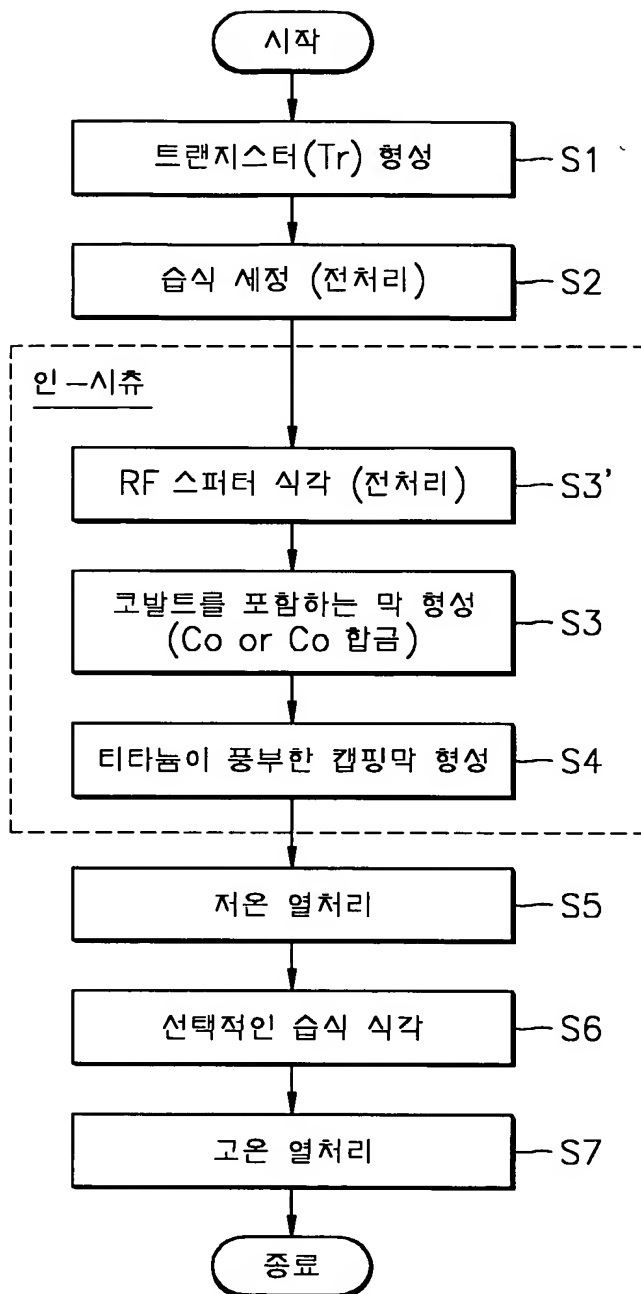 시작
트랜지스터(Tr) 형성 S1
습식 세정 (전처리) S2
인-시츄
RF 스퍼터 식각 (전처리) S3'
코발트를 포함하는 막 형성
(Co or Co 합금) S3
티타늄이 풍부한 캡핑막 형성 S4
저온 열처리 S5
선택적인 습식 식각 S6
고온 열처리 S7
종료